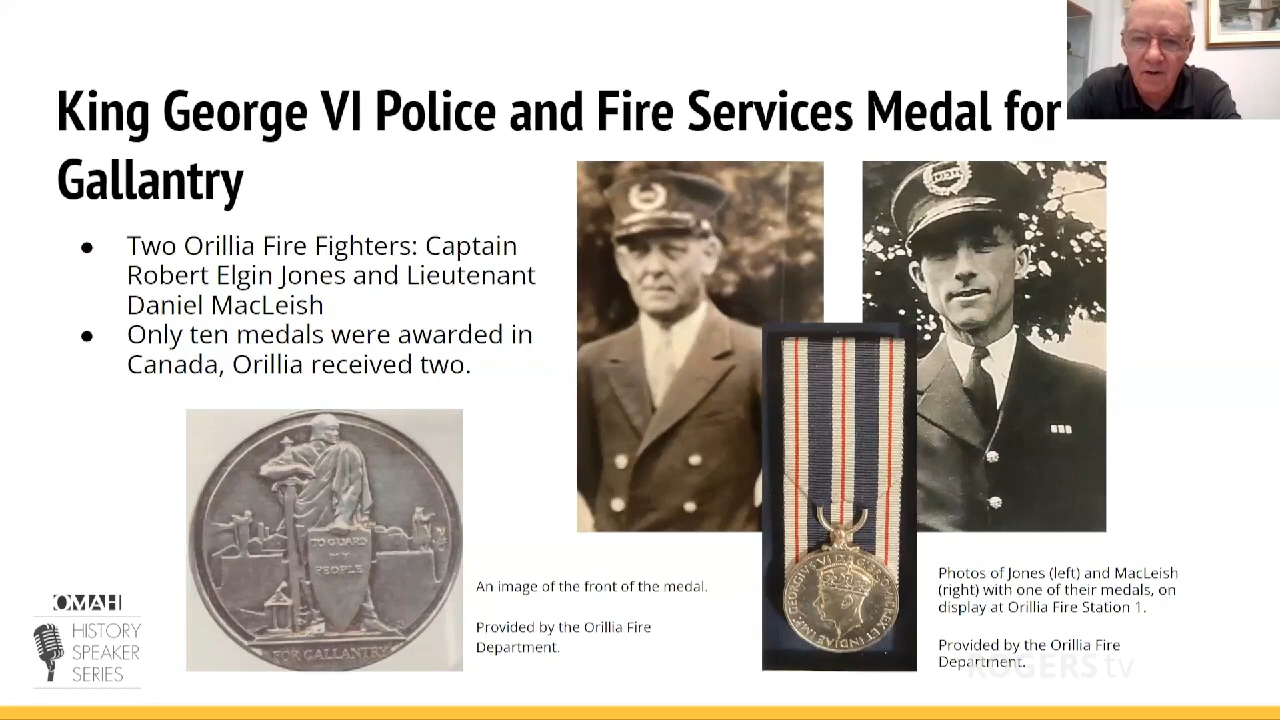 King George VI Police and Fire Services Medal for
Gallantry
● Two Orillia Fire Fighters: Captain
Robert Elgin Jones and Lieutenant
Daniel MacLeish
● Only ten medals were awarded in
Canada, Orillia received two.
TO GUARD
MY
PEOPLE
FOR GALLANTRY
An image of the front of the medal.
Provided by the Orillia Fire
Department.
Photos of Jones (left) and MacLeish
(right) with one of their medals, on
display at Orillia Fire Station 1.
Provided by the Orillia Fire
Department.
OMAH
HISTORY
SPEAKER
SERIES
ROGERS tv